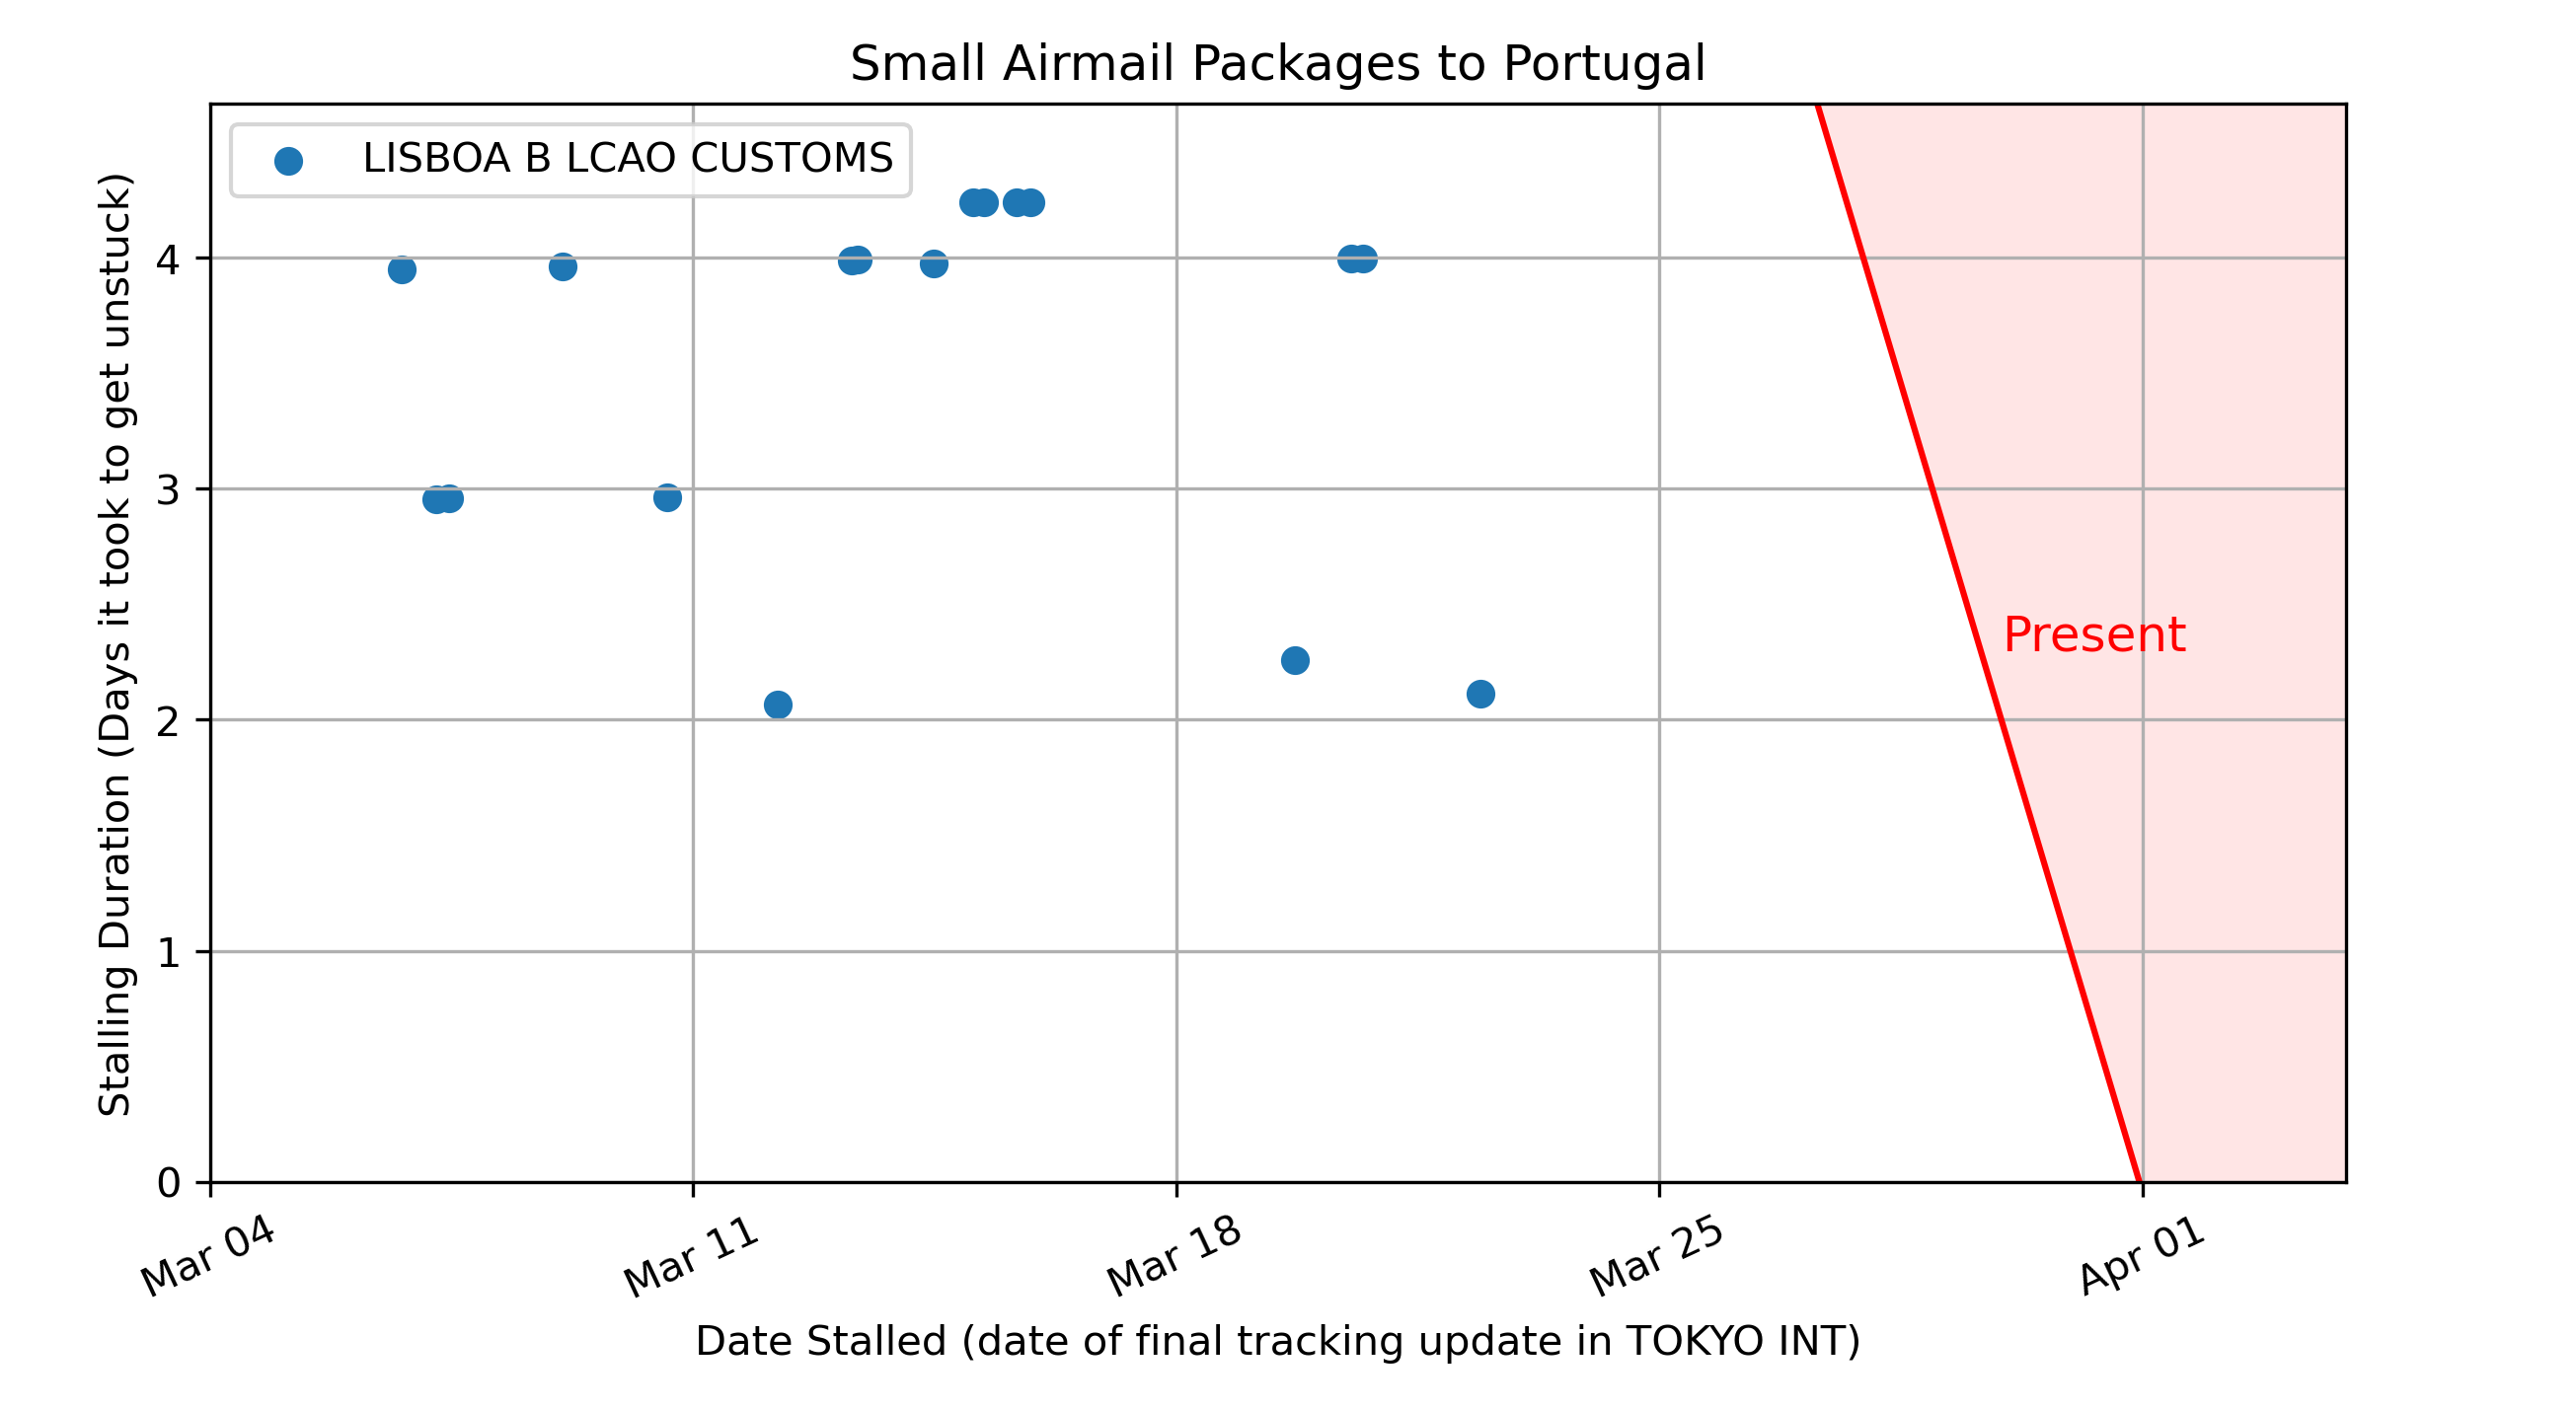 Small Airmail Packages to Portugal
LISBOA B LCAO CUSTOMS
Stalling Duration (Days it took to get unstuck)
4
3
2
1
0
Present
Mar 04
Mar 11
Mar 18
Mar 25
Apr 01
Date Stalled (date of final tracking update in TOKYO INT)